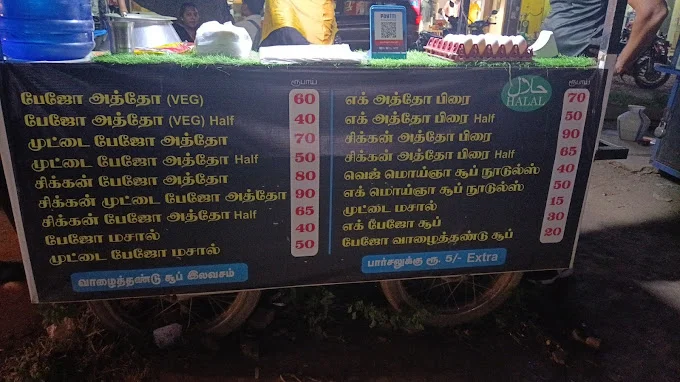 paytm
ரூபாய்
பேஜோ அத்தோ (VEG) 60
பேஜோ அத்தோ (VEG) Half 40
முட்டை பேஜோ அத்தோ 70
முட்டை பேஜோ அத்தோ Half 50
சிக்கன் பேஜோ அத்தோ 80
சிக்கன் முட்டை பேஜோ அத்தோ 90
சிக்கன் பேஜோ அத்தோ Half 65
பேஜோ மசால் 40
முட்டை பேஜோ மசால் 50
வாழைத்தண்டு சூப் இலவசம்
ரூபாய்
எக் அத்தோ பிரை 70
எக் அத்தோ பிரை Half 50
சிக்கன் அத்தோ பிரை 90
சிக்கன் அத்தோ பிரை Half 65
வெஜ் மொய்ஞா சூப் நூடுல்ஸ் 40
எக் மொய்ஞா சூப் நூடுல்ஸ் 50
முட்டை மசால் 15
எக் பேஜோ சூப் 30
பேஜோ வாழைத்தண்டு சூப் 20
பார்சலுக்கு ரூ. 5/- Extra
حلال
HALAL